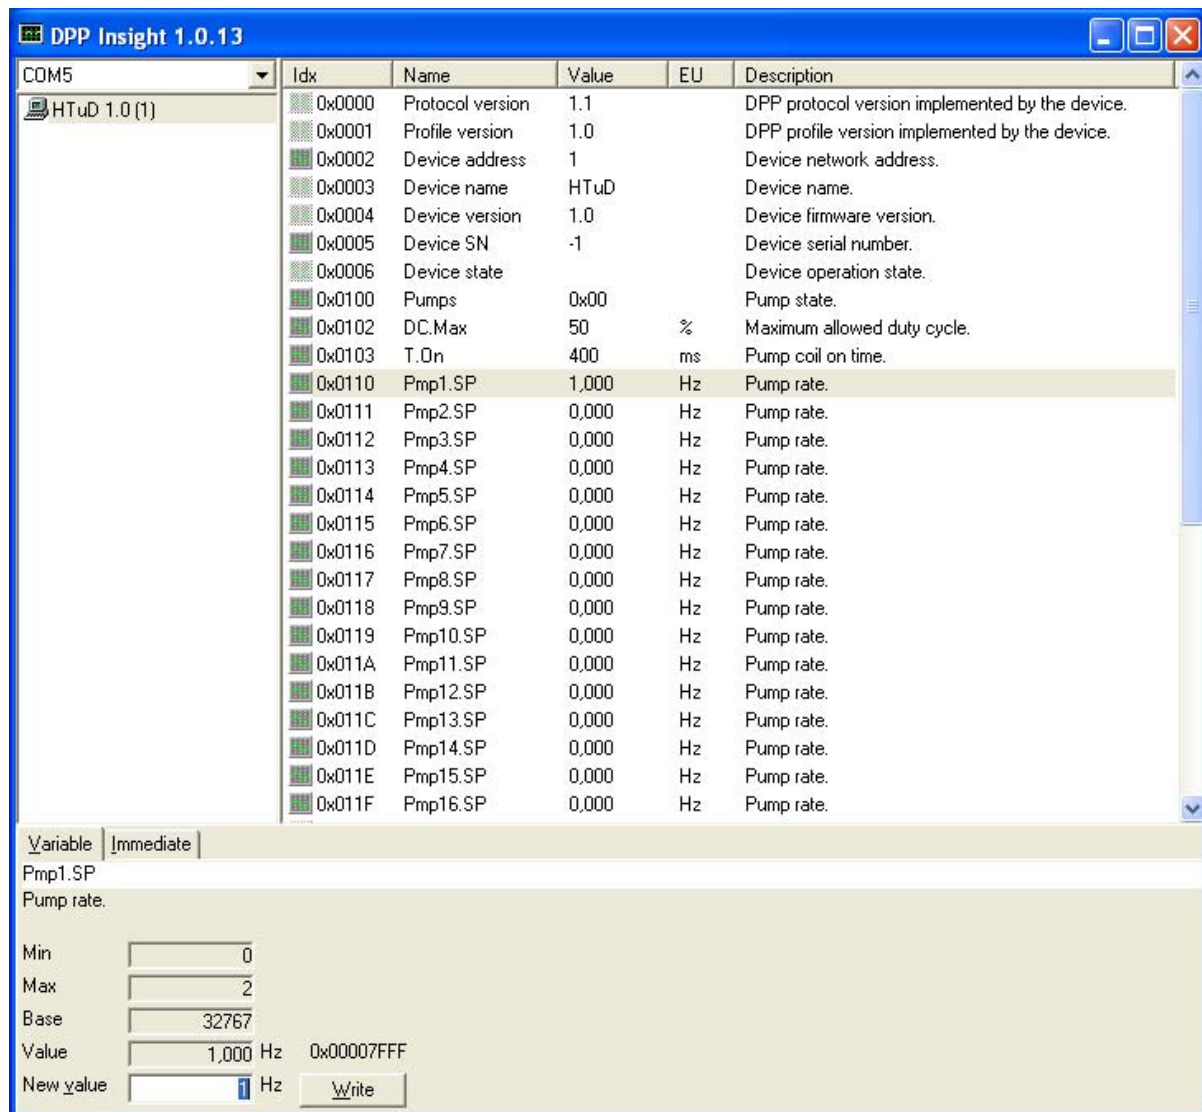 DPP Insight 1.0.13
COM5
HTuD 1.0 (1)
Idx Name Value EU Description
0x0000 Protocol version 1.1 DPP protocol version implemented by the device.
0x0001 Profile version 1.0 DPP profile version implemented by the device.
0x0002 Device address 1 Device network address.
0x0003 Device name HTuD Device name.
0x0004 Device version 1.0 Device firmware version.
0x0005 Device SN -1 Device serial number.
0x0006 Device state Device operation state.
0x0100 Pumps 0x00 Pump state.
0x0102 DC.Max 50 % Maximum allowed duty cycle.
0x0103 T.On 400 ms Pump coil on time.
0x0110 Pmp1.SP 1,000 Hz Pump rate.
0x0111 Pmp2.SP 0,000 Hz Pump rate.
0x0112 Pmp3.SP 0,000 Hz Pump rate.
0x0113 Pmp4.SP 0,000 Hz Pump rate.
0x0114 Pmp5.SP 0,000 Hz Pump rate.
0x0115 Pmp6.SP 0,000 Hz Pump rate.
0x0116 Pmp7.SP 0,000 Hz Pump rate.
0x0117 Pmp8.SP 0,000 Hz Pump rate.
0x0118 Pmp9.SP 0,000 Hz Pump rate.
0x0119 Pmp10.SP 0,000 Hz Pump rate.
0x011A Pmp11.SP 0,000 Hz Pump rate.
0x011B Pmp12.SP 0,000 Hz Pump rate.
0x011C Pmp13.SP 0,000 Hz Pump rate.
0x011D Pmp14.SP 0,000 Hz Pump rate.
0x011E Pmp15.SP 0,000 Hz Pump rate.
0x011F Pmp16.SP 0,000 Hz Pump rate.
Variable Immediate
Pmp1.SP
Pump rate.
Min 0
Max 2
Base 32767
Value 1,000 Hz 0x00007FFF
New value 1 Hz Write